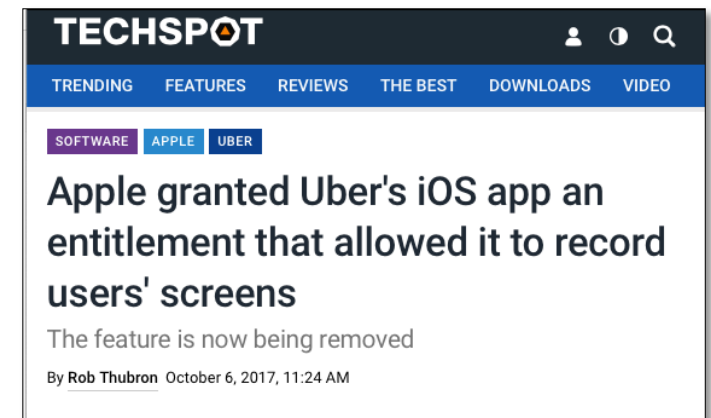 TECHSPOT
TRENDING FEATURES REVIEWS THE BEST DOWNLOADS VIDEO
SOFTWARE APPLE UBER
Apple granted Uber's iOS app an
entitlement that allowed it to record
users' screens
The feature is now being removed
By Rob Thubron October 6, 2017, 11:24 AM